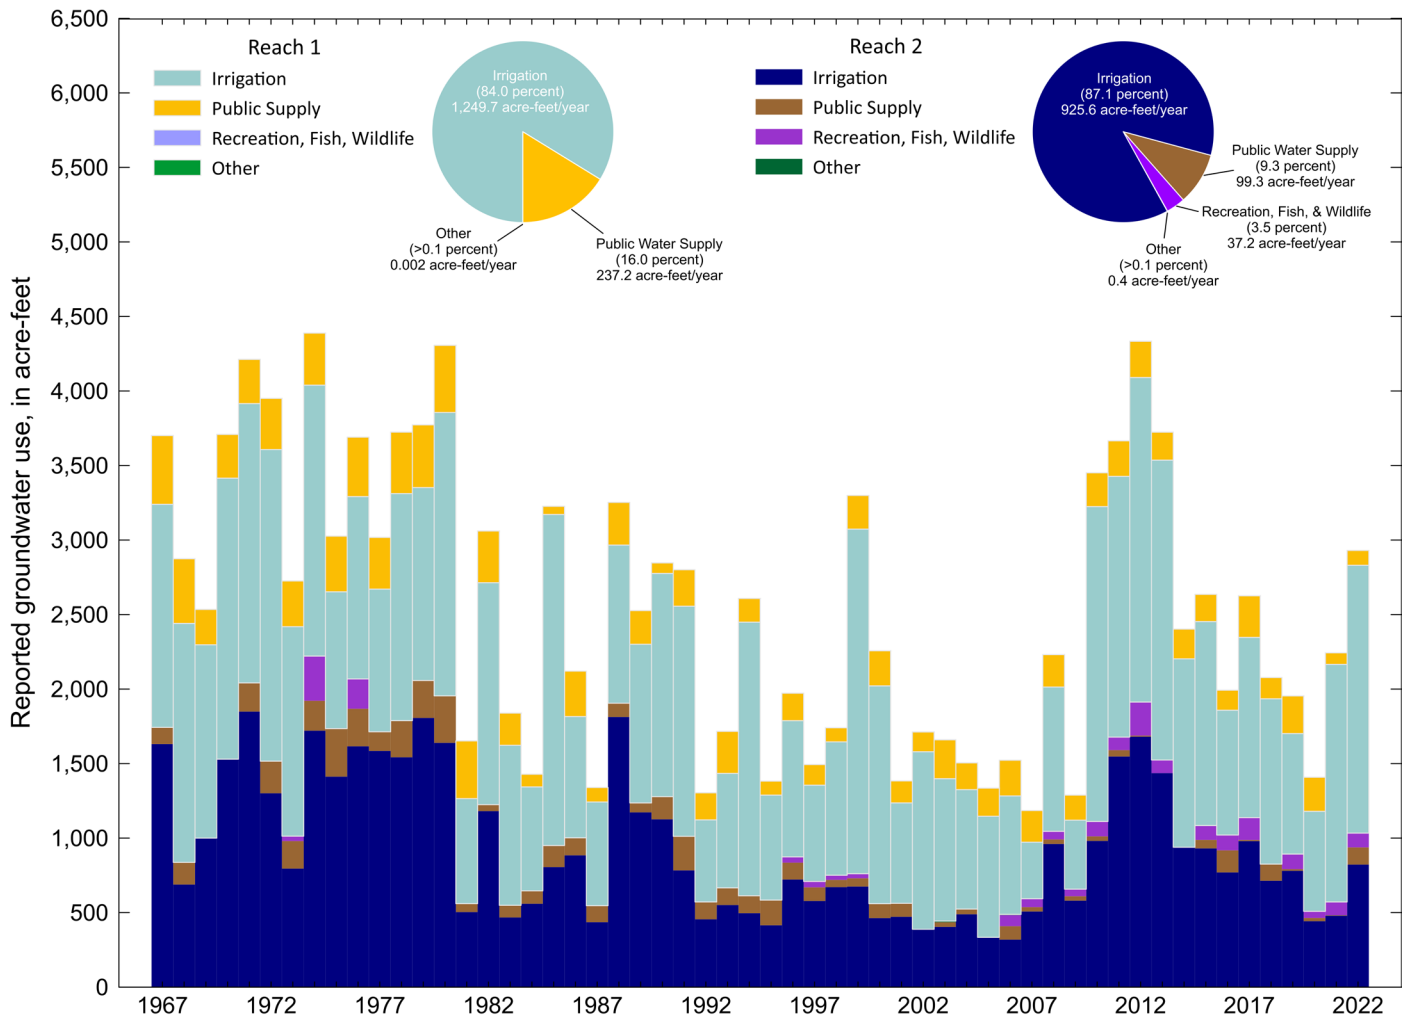 Reported groundwater use, in acre-feet
6,500
6,000
5,500
5,000
4,500
4,000
3,500
3,000
2,500
2,000
1,500
1,000
500
0
Reach 1
Irrigation
Public Supply
Recreation, Fish, Wildlife
Other
Irrigation
(84.0 percent)
1,249.7 acre-feet/year
Other
(>0.1 percent)
0.002 acre-feet/year
Public Water Supply
(16.0 percent)
237.2 acre-feet/year
Reach 2
Irrigation
Public Supply
Recreation, Fish, Wildlife
Other
Irrigation
(87.1 percent)
925.6 acre-feet/year
Public Water Supply
(9.3 percent)
99.3 acre-feet/year
Recreation, Fish, & Wildlife
(3.5 percent)
37.2 acre-feet/year
Other
(>0.1 percent)
0.4 acre-feet/year
1967 1972 1977 1982 1987 1992 1997 2002 2007 2012 2017 2022